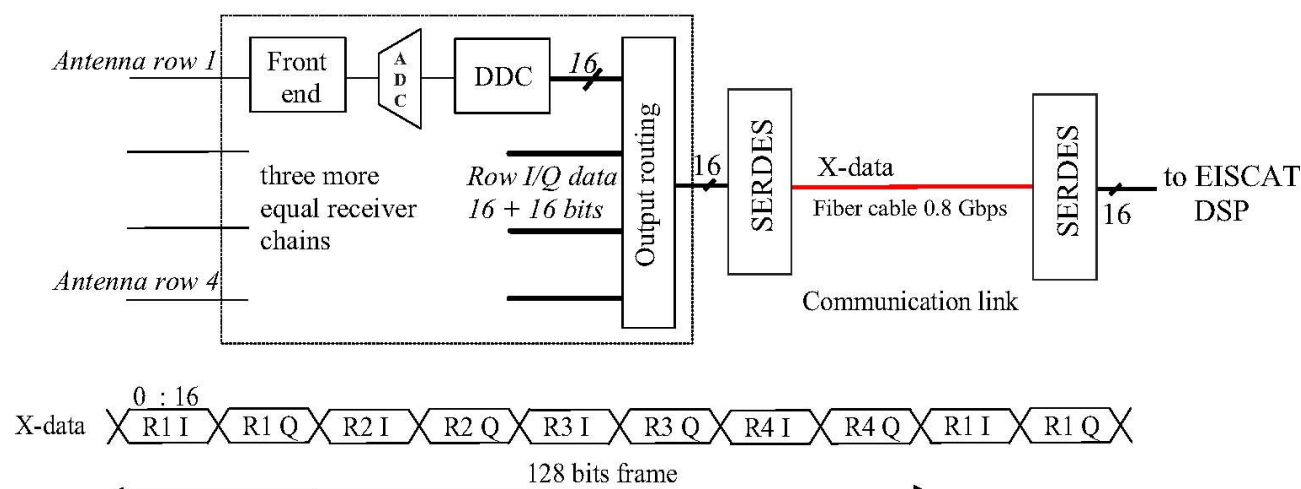 Antenna row 1
Front
end
A
D
C
DDC
16
three more
equal receiver
chains
Row I/Q data
16 + 16 bits
Antenna row 4
Output routing
16
SERDES
X-data
Fiber cable 0.8 Gbps
Communication link
SERDES
16
to EISCAT
DSP
0 : 16
X-data
R1 I
R1 Q
R2 I
R2 Q
R3 I
R3 Q
R4 I
R4 Q
R1 I
R1 Q
128 bits frame